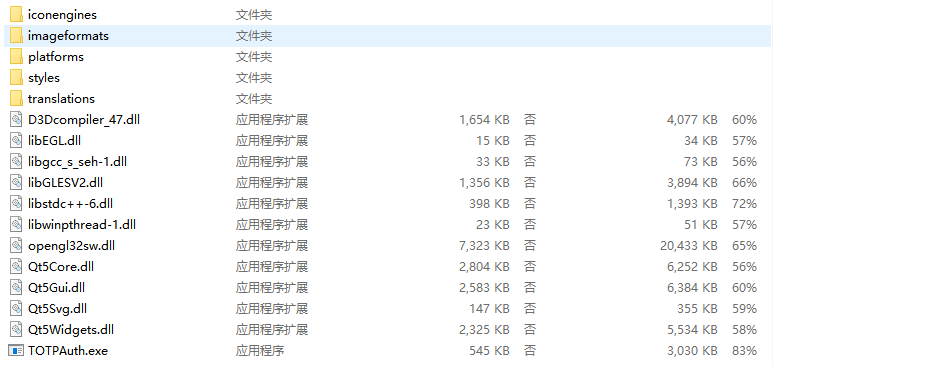 iconengines 文件夹
imageformats 文件夹
platforms 文件夹
styles 文件夹
translations 文件夹
D3Dcompiler_47.dll 应用程序扩展 1,654 KB 否 4,077 KB 60%
libEGL.dll 应用程序扩展 15 KB 否 34 KB 57%
libgcc_s_seh-1.dll 应用程序扩展 33 KB 否 73 KB 56%
libGLESV2.dll 应用程序扩展 1,356 KB 否 3,894 KB 66%
libstdc++-6.dll 应用程序扩展 398 KB 否 1,393 KB 72%
libwinpthread-1.dll 应用程序扩展 23 KB 否 51 KB 57%
opengl32sw.dll 应用程序扩展 7,323 KB 否 20,433 KB 65%
Qt5Core.dll 应用程序扩展 2,804 KB 否 6,252 KB 56%
Qt5Gui.dll 应用程序扩展 2,583 KB 否 6,384 KB 60%
Qt5Svg.dll 应用程序扩展 147 KB 否 355 KB 59%
Qt5Widgets.dll 应用程序扩展 2,325 KB 否 5,534 KB 58%
TOTPAuth.exe 应用程序 545 KB 否 3,030 KB 83%